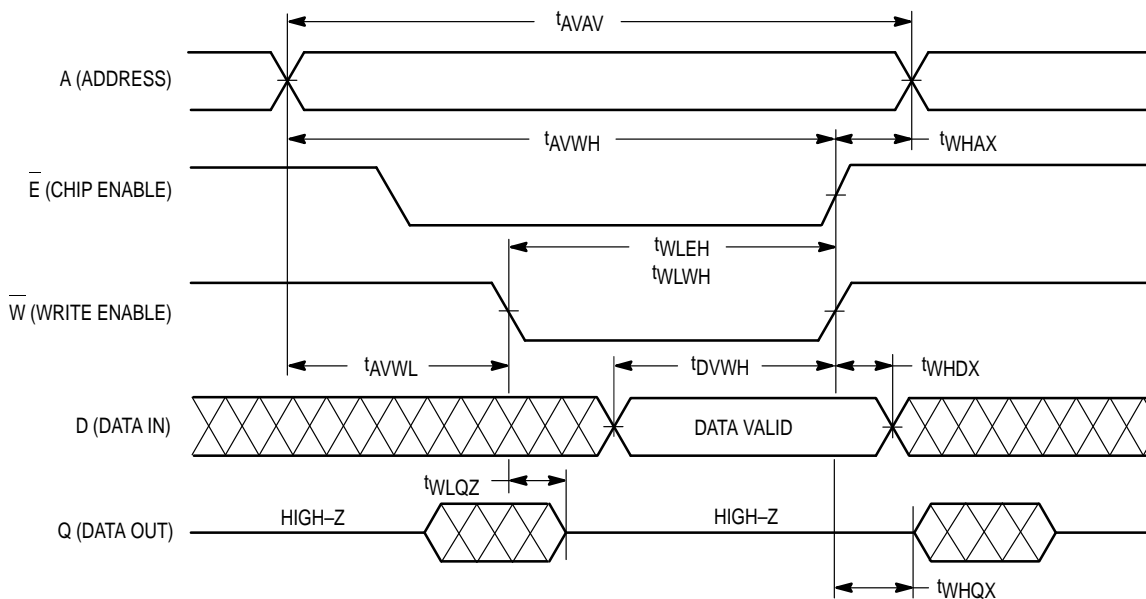 tAVAV
A (ADDRESS)
tAVWH
tWHAX
E (CHIP ENABLE)
tWLEH
tWLWH
W (WRITE ENABLE)
tAVWL
tDVWH
tWHDX
D (DATA IN)
DATA VALID
tWLQZ
Q (DATA OUT)
HIGH–Z
HIGH–Z
tWHQX